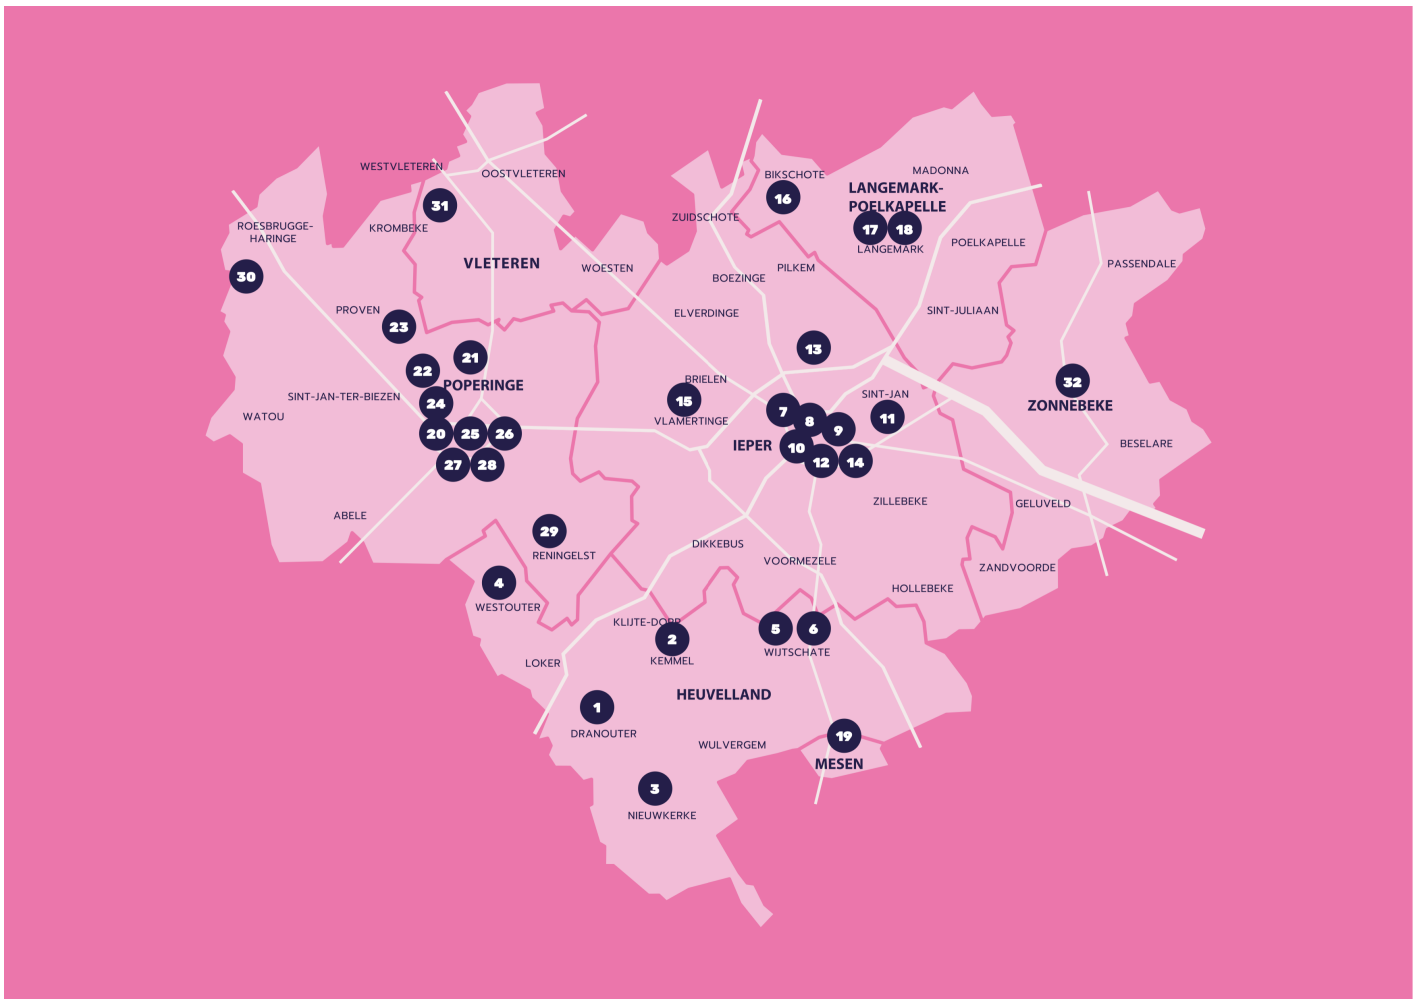 WESTVLETEREN
OOSTVLETEREN
31
KROMBEKE
ROESBRUGGE-
HARINGE
30
VLETEREN
WOESTEN
PROVEN
23
21
22
POPERINGE
24
SINT-JAN-TER-BIEZEN
WATOU
20
25
26
27
28
ABELE
29
RENINGELST
4
WESTOUTER
BIKSCHOTE
16
MADONNA
LANGEMARK-
POELKAPELLE
17
18
LANGEMARK
POELKAPELLE
ZUIDSCHOTE
PILKEM
BOEZINGE
ELVERDINGE
SINT-JULIAAN
PASSENDALE
13
BRIELEN
15
VLAMERTINGE
SINT-JAN
11
7
8
9
IEPER
10
12
14
32
ZONNEBEKE
BESELARE
ZILLEBEKE
GELUVELD
DIKKEBUS
VOORMEZELE
ZANDVOORDE
HOLLEBEKE
KLIJTE-DORP
2
KEMMEL
5
6
WIJTSCHATE
LOKER
HEUVELLAND
1
DRANOUTER
WULVERGEM
19
MESEN
3
NIEUWKERKE